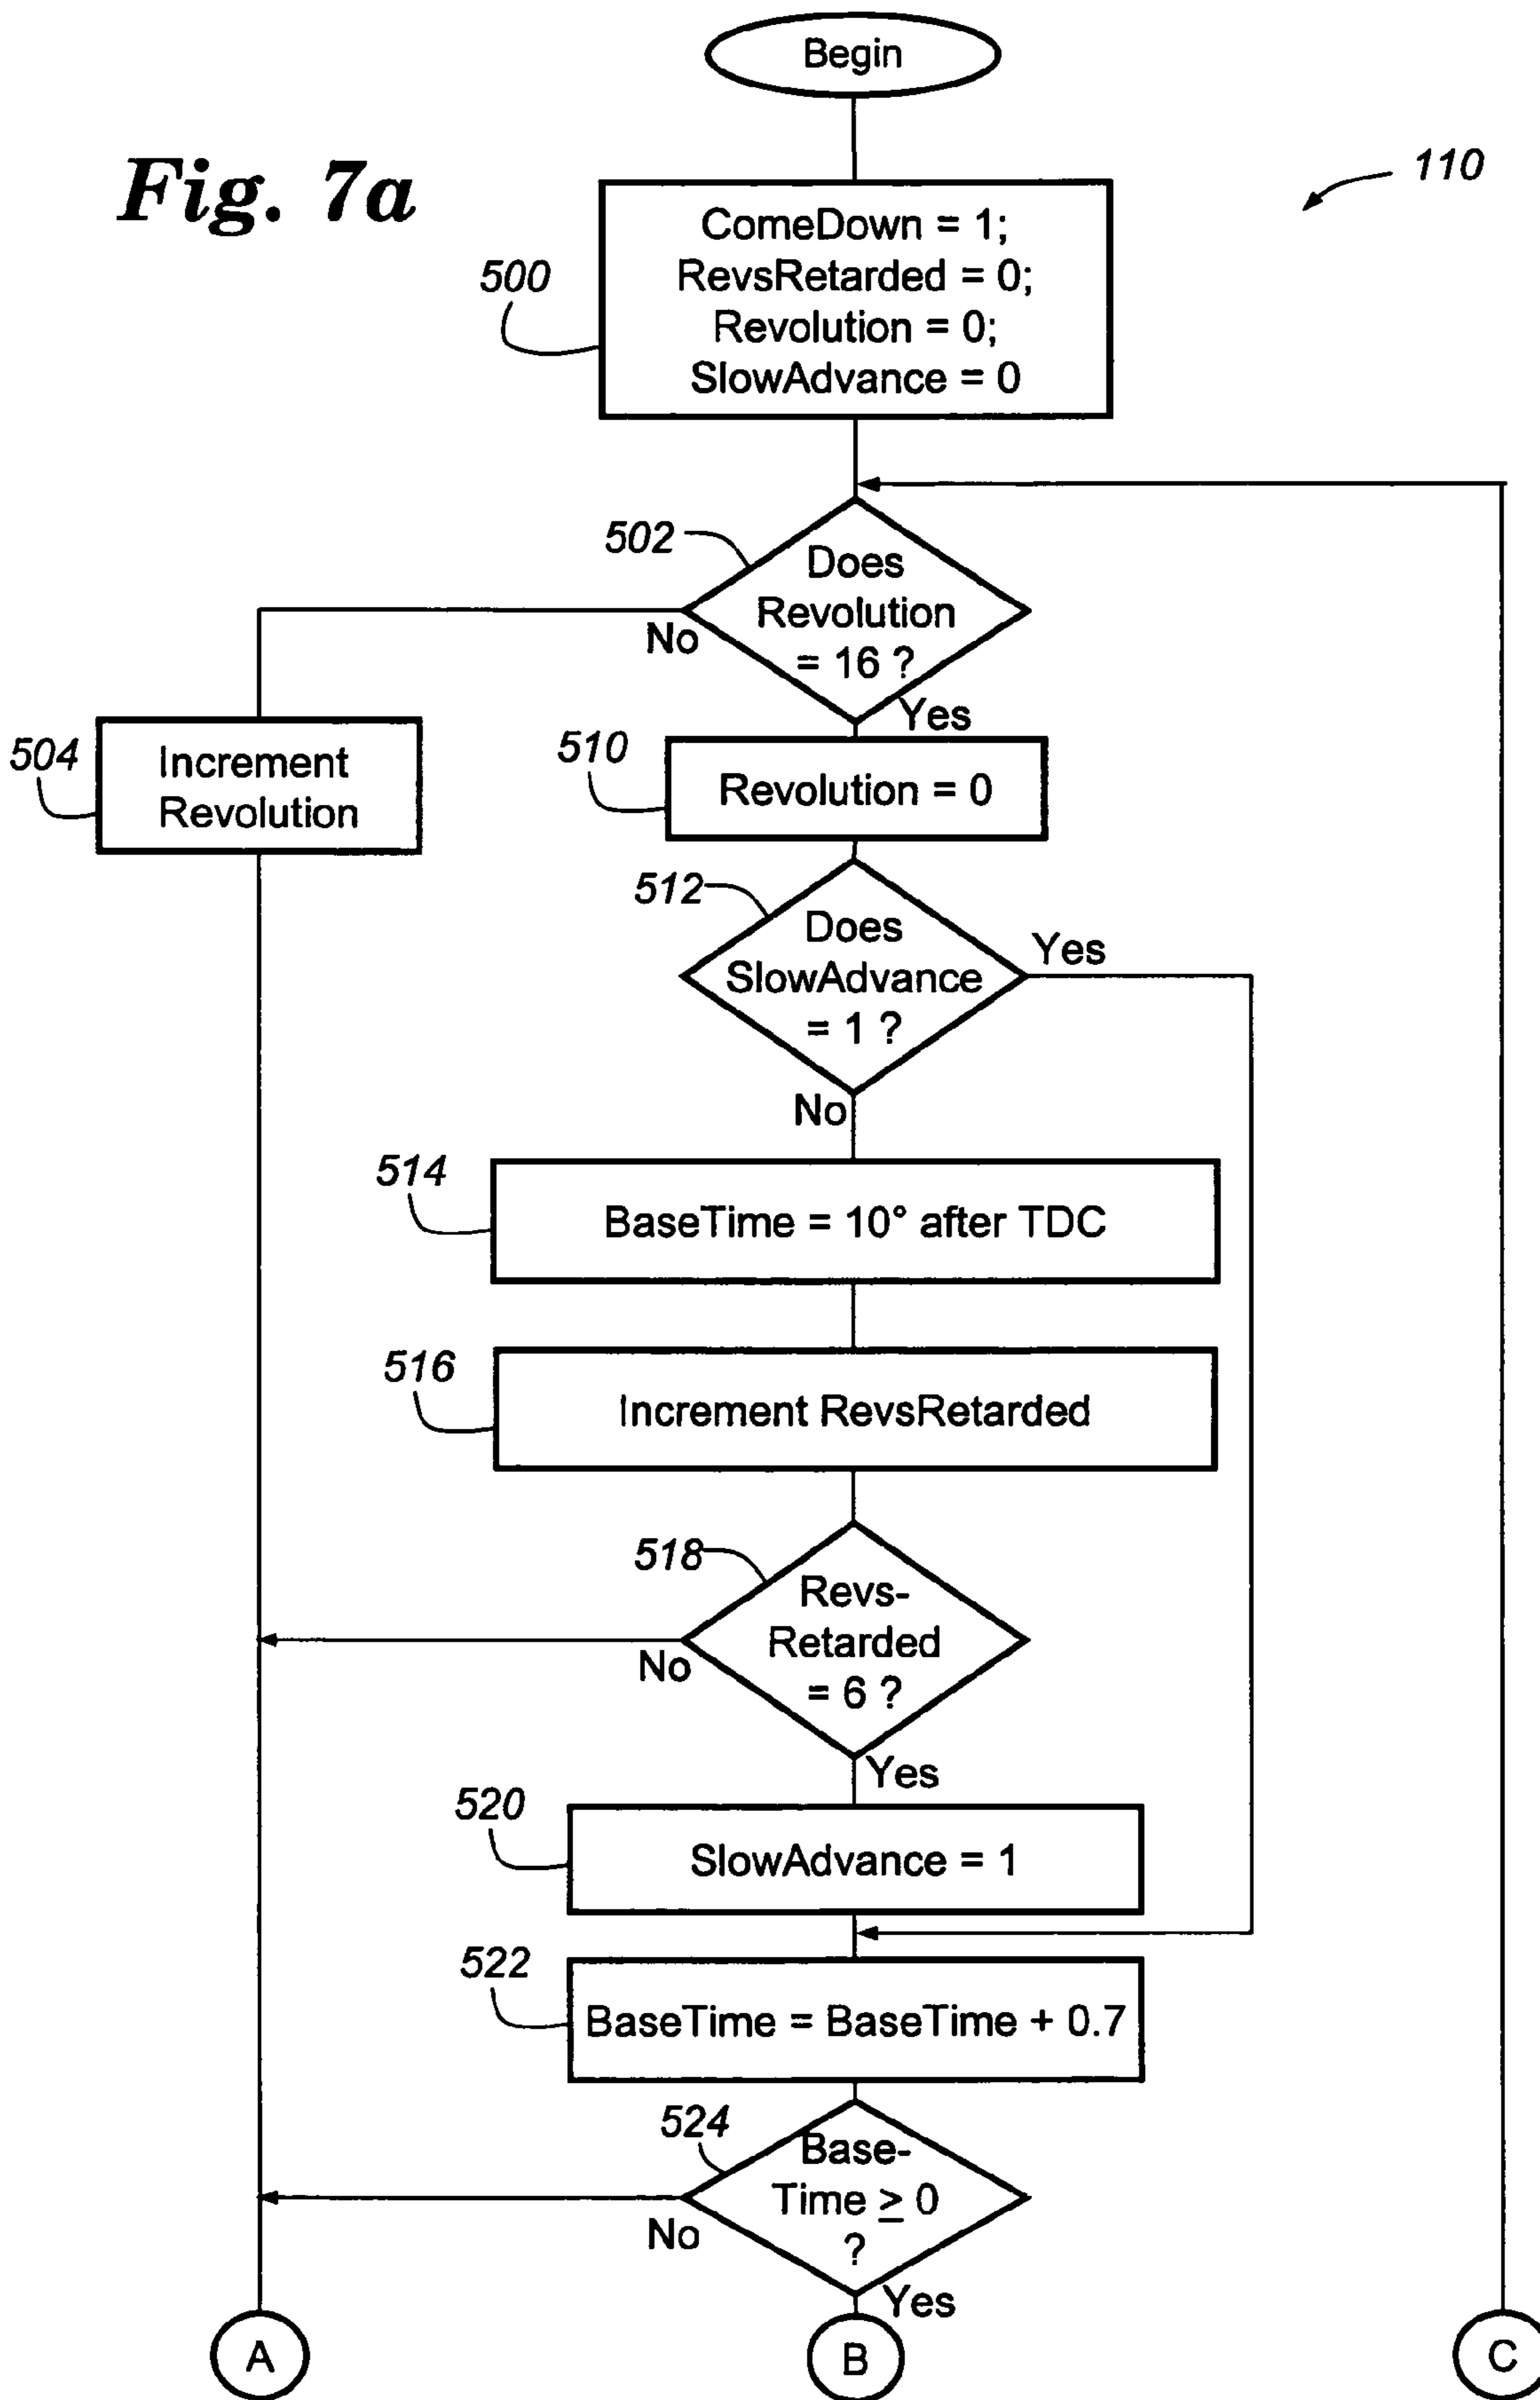 Begin
Fig. 7a
110
500
ComeDown = 1;
RevsRetarded = 0;
Revolution = 0;
SlowAdvance = 0
502
Does
Revolution
= 16 ?
No
Yes
504
Increment
Revolution
510
Revolution = 0
512
Does
SlowAdvance
= 1 ?
Yes
No
514
BaseTime = 10° after TDC
516
Increment RevsRetarded
518
Revs-
Retarded
= 6 ?
No
Yes
520
SlowAdvance = 1
522
BaseTime = BaseTime + 0.7
524
Base-
Time ≥ 0
?
No
Yes
A
B
C